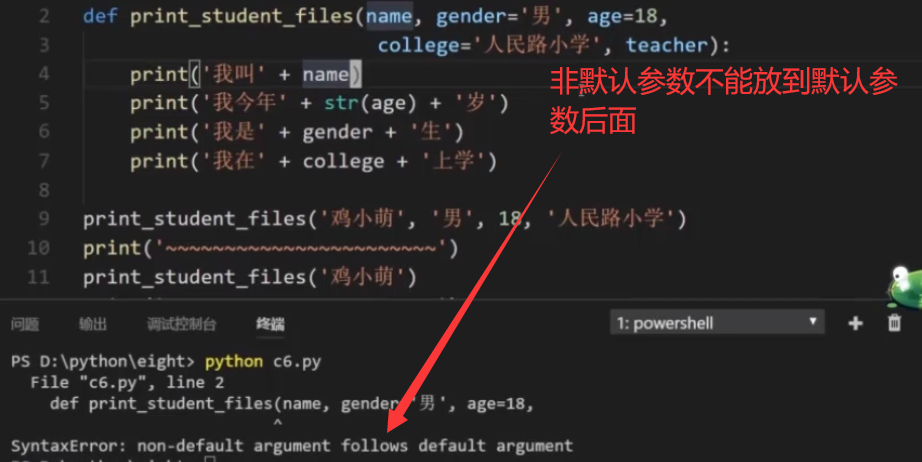 2 def print_student_files(name, gender='男', age=18,
3 college='人民路小学', teacher):
4 print('我叫' + name)
5 print('我今年' + str(age) + '岁')
6 print('我是' + gender + '生')
7 print('我在' + college + '上学')
8
9 print_student_files('鸡小萌', '男', 18, '人民路小学')
10 print('~~~~~~~~~~~~~~~~~~~~~~')
11 print_student_files('鸡小萌')
非默认参数不能放到默认参
数后面
问题 输出 调试控制台 终端 1: powershell
PS D:\python\eight> python c6.py
File "c6.py", line 2
def print_student_files(name, gender='男', age=18,
^
SyntaxError: non-default argument follows default argument